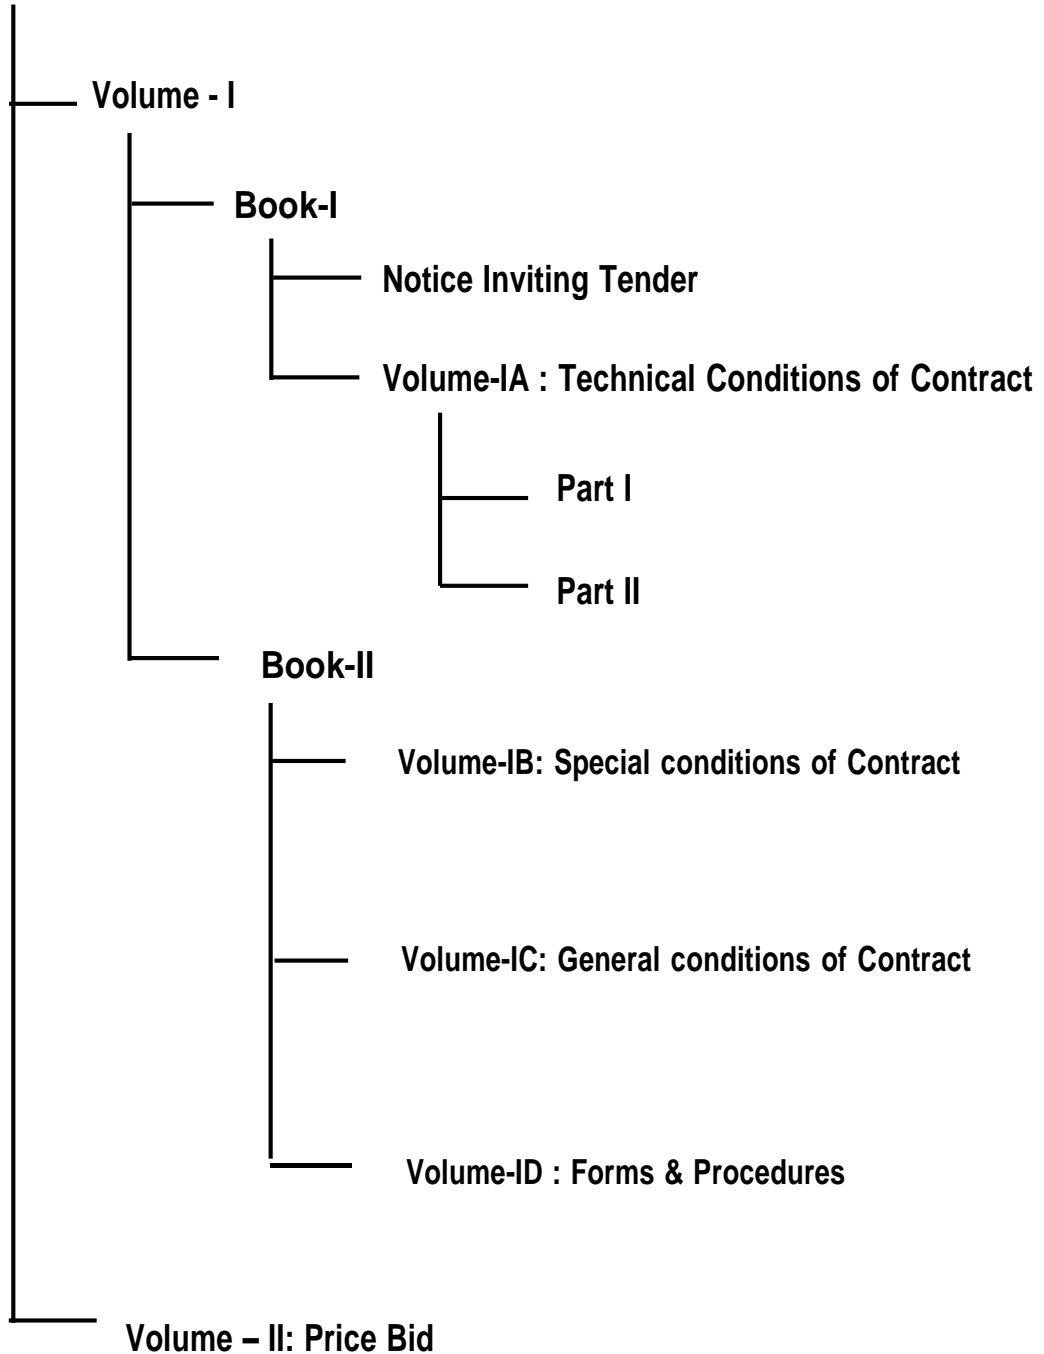 Volume - I
Book-I
Notice Inviting Tender
Volume-IA : Technical Conditions of Contract
Part I
Part II
Book-II
Volume-IB: Special conditions of Contract
Volume-IC: General conditions of Contract
Volume-ID : Forms & Procedures
Volume – II: Price Bid